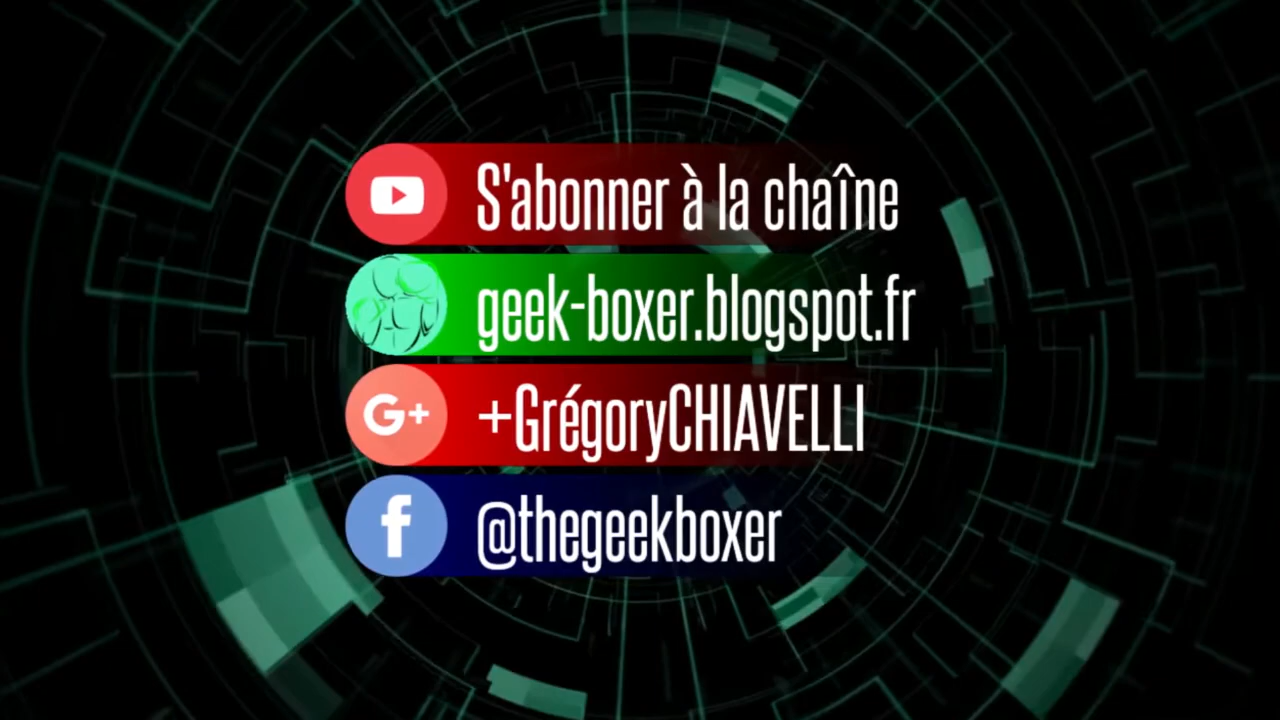 S'abonner à la chaîne
geek-boxer.blogspot.fr
G+ +GrégoryCHIAVELLI
f @thegeekboxer